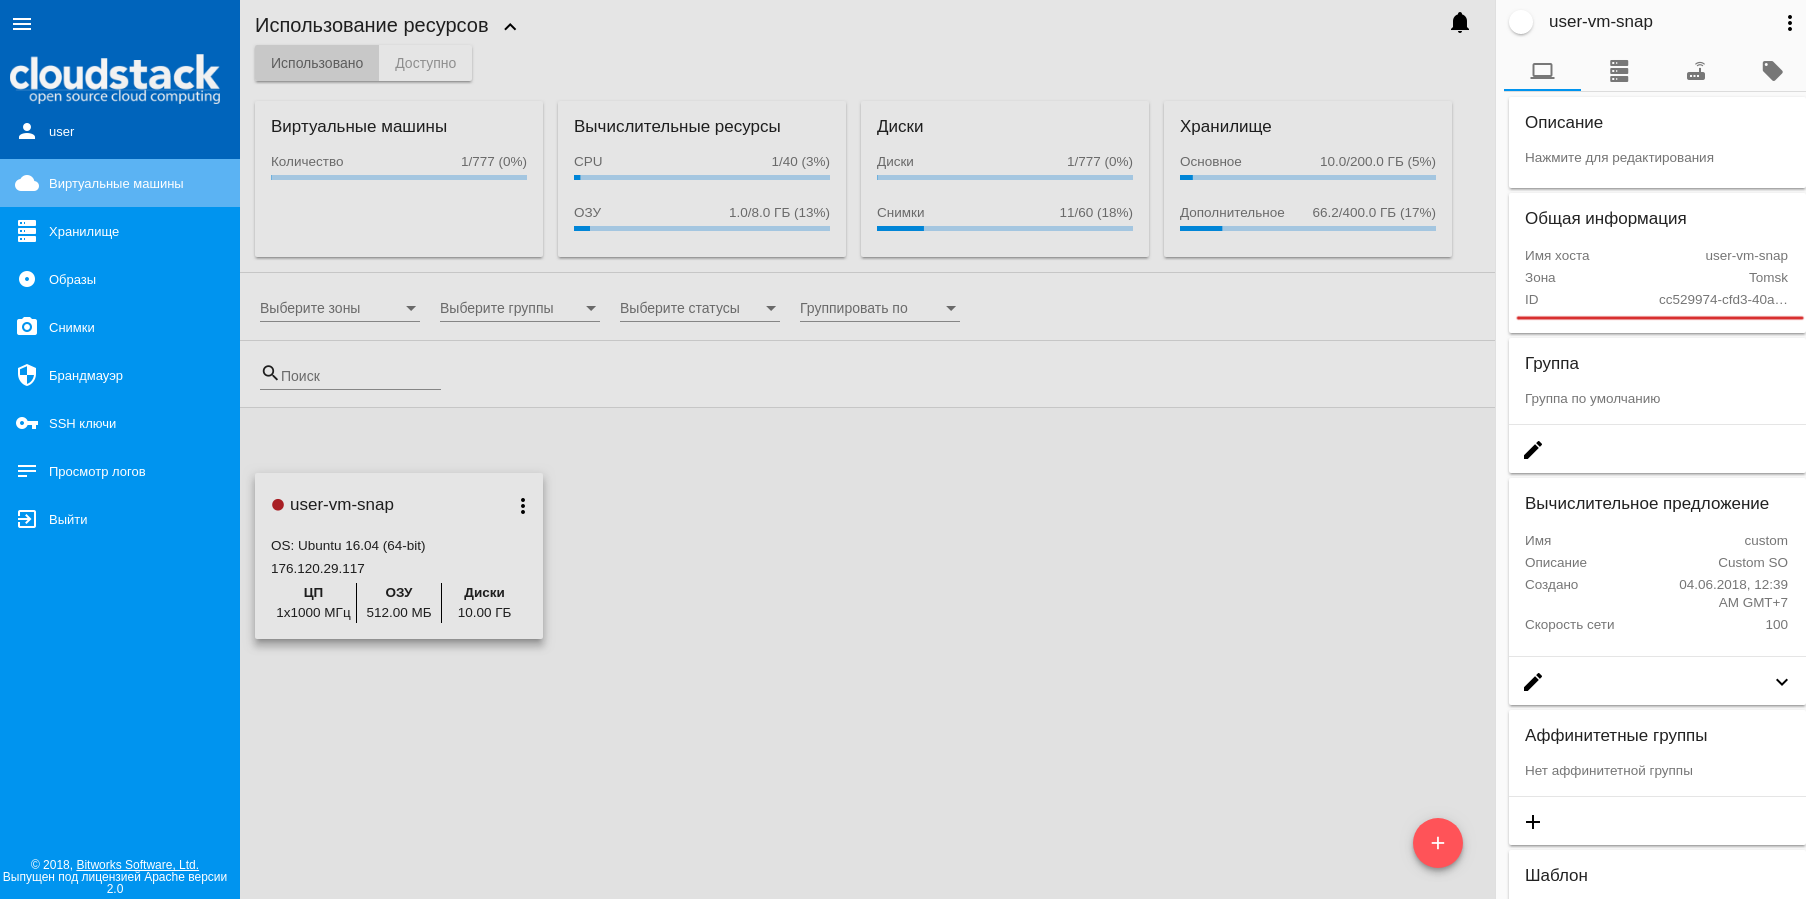 cloudstack
open source cloud computing
user
Виртуальные машины
Хранилище
Образы
Снимки
Брандмауэр
SSH ключи
Просмотр логов
Выйти
© 2018, Bitworks Software, Ltd.
Выпущен под лицензией Apache версии
2.0
Использование ресурсов
Использовано Доступно
Виртуальные машины
Количество 1/777 (0%)
Вычислительные ресурсы
CPU 1/40 (3%)
ОЗУ 1.0/8.0 ГБ (13%)
Диски
Диски 1/777 (0%)
Снимки 11/60 (18%)
Хранилище
Основное 10.0/200.0 ГБ (5%)
Дополнительное 66.2/400.0 ГБ (17%)
Выберите зоны Выберите группы Выберите статусы Группировать по
Поиск
user-vm-snap
OS: Ubuntu 16.04 (64-bit)
176.120.29.117
ЦП ОЗУ Диски
1x1000 МГц 512.00 МБ 10.00 ГБ
user-vm-snap
Описание
Нажмите для редактирования
Общая информация
Имя хоста user-vm-snap
Зона Tomsk
ID cc529974-cfd3-40a…
Группа
Группа по умолчанию
Вычислительное предложение
Имя custom
Описание Custom SO
Создано 04.06.2018, 12:39
AM GMT+7
Скорость сети 100
Аффинитетные группы
Нет аффинитетной группы
Шаблон